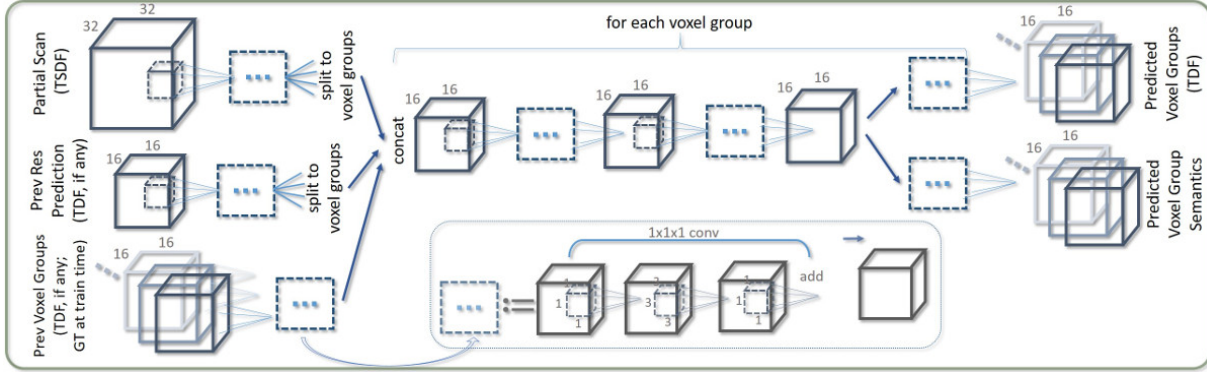 for each voxel group
32
32
Partial Scan
(TSDF)
split to
voxel groups
16
16
Prev Res
Prediction
(TDF, if any)
split to
voxel groups
16
16
Prev Voxel Groups
(TDF, if any;
GT at train time)
concat
16
16
16
16
16
16
16
16
Predicted
Voxel Groups
(TDF)
16
16
Predicted
Voxel Group
Semantics
1x1x1 conv
:=
1
1
1
3
3
3
1
1
1
add